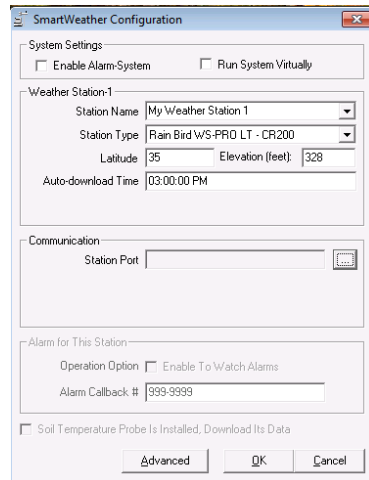 SmartWeather Configuration
System Settings
Enable Alarm-System Run System Virtually
Weather Station-1
Station Name My Weather Station 1
Station Type Rain Bird WS-PRO LT - CR200
Latitude 35 Elevation (feet): 328
Auto-download Time 03:00:00 PM
Communication
Station Port ...
Alarm for This Station
Operation Option Enable To Watch Alarms
Alarm Callback # 999-9999
Soil Temperature Probe Is Installed, Download Its Data
Advanced OK Cancel